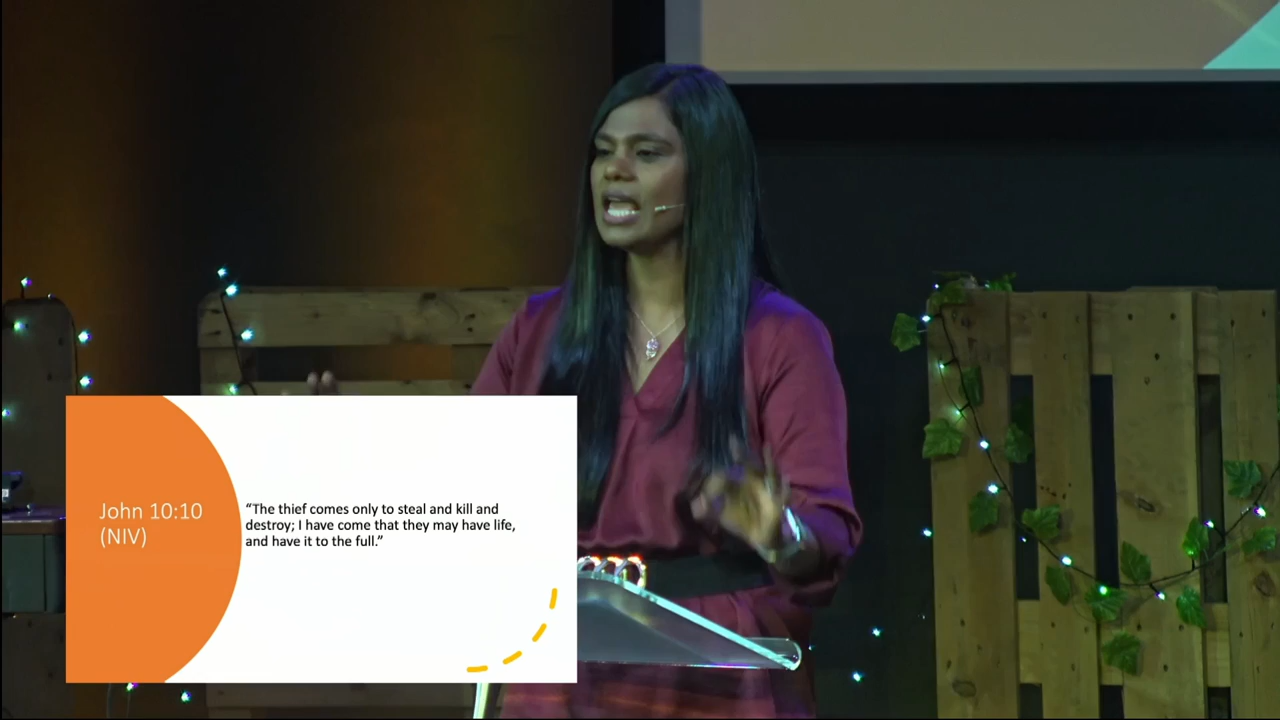 John 10:10
(NIV)
“The thief comes only to steal and kill and
destroy; I have come that they may have life,
and have it to the full.”